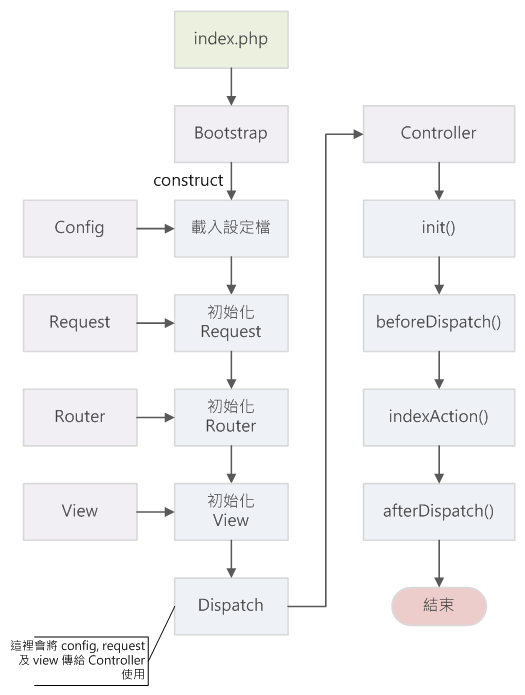 index.php
Bootstrap
construct
Config
載入設定檔
Request
初始化
Request
Router
初始化
Router
View
初始化
View
Dispatch
這裡會將 config, request
及 view 傳給 Controller
使用
Controller
init()
beforeDispatch()
indexAction()
afterDispatch()
結束